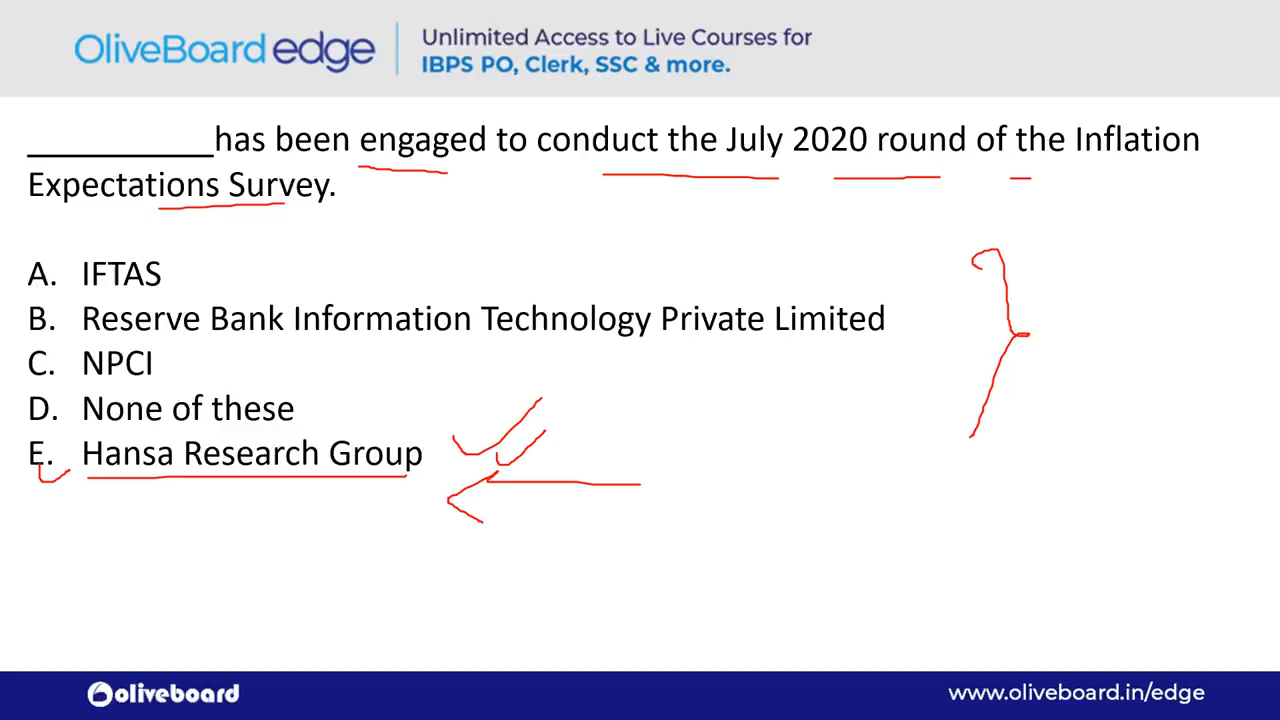 OliveBoard edge
Unlimited Access to Live Courses for
IBPS PO, Clerk, SSC & more.
__________has been engaged to conduct the July 2020 round of the Inflation
Expectations Survey.
A. IFTAS
B. Reserve Bank Information Technology Private Limited
C. NPCI
D. None of these
E. Hansa Research Group
oliveboard
www.oliveboard.in/edge